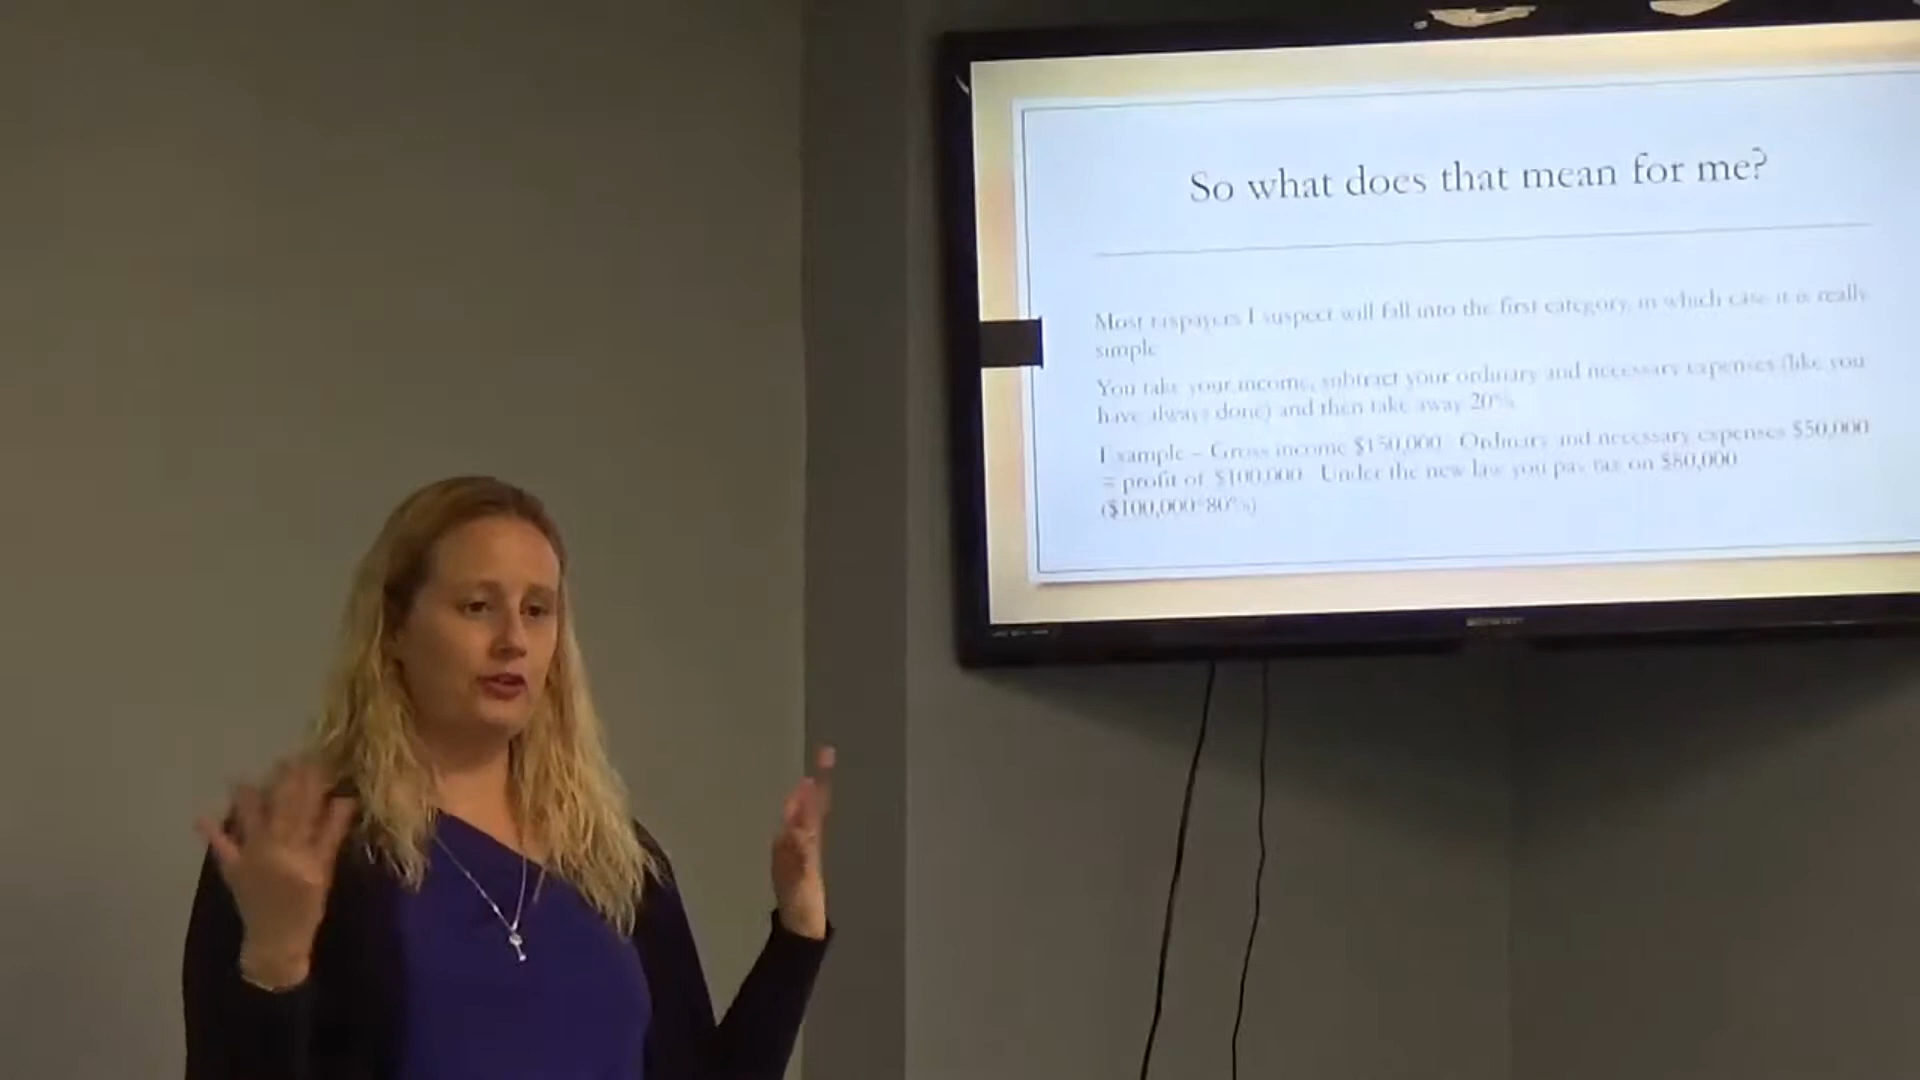 So what does that mean for me?
Most taxpayers I suspect will fall into the first category, in which case it is really
simple
You take your income, subtract your ordinary and necessary expenses (like you
have always done) and then take away 20%.
Example – Gross income $150,000 Ordinary and necessary expenses $50,000
= profit of $100,000 Under the new law you pay tax on $80,000
($100,000*80%)